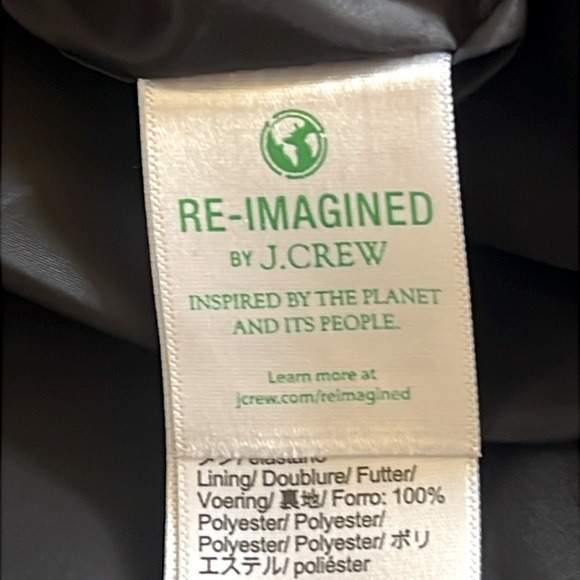 RE-IMAGINED
BY J.CREW
INSPIRED BY THE PLANET
AND ITS PEOPLE.
Learn more at
jcrew.com/reimagined
Lining/ Doublure/ Futter/
Voering/ 裏地/ Forro: 100%
Polyester/ Polyester/
Polyester/ Polyester/ ポリ
エステル/ poliéster